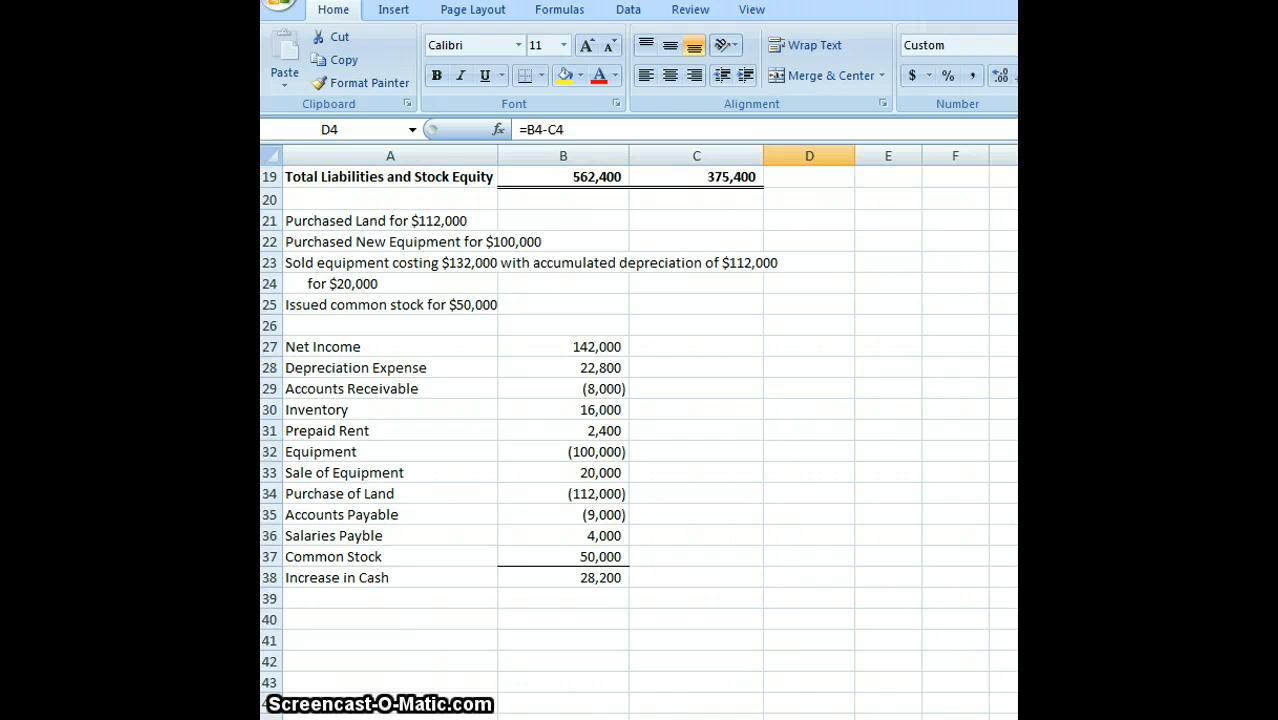 Home Insert Page Layout Formulas Data Review View
Cut
Copy
Format Painter
Paste
Clipboard
Calibri 11 A A
B I U A
Font
Wrap Text
Merge & Center
Alignment
Custom
$ % ,
Number
D4 fx =B4-C4
A B C D E F
19 Total Liabilities and Stock Equity 562,400 375,400
20
21 Purchased Land for $112,000
22 Purchased New Equipment for $100,000
23 Sold equipment costing $132,000 with accumulated depreciation of $112,000
24 for $20,000
25 Issued common stock for $50,000
26
27 Net Income 142,000
28 Depreciation Expense 22,800
29 Accounts Receivable (8,000)
30 Inventory 16,000
31 Prepaid Rent 2,400
32 Equipment (100,000)
33 Sale of Equipment 20,000
34 Purchase of Land (112,000)
35 Accounts Payable (9,000)
36 Salaries Payble 4,000
37 Common Stock 50,000
38 Increase in Cash 28,200
39
40
41
42
43
Screencast-O-Matic.com